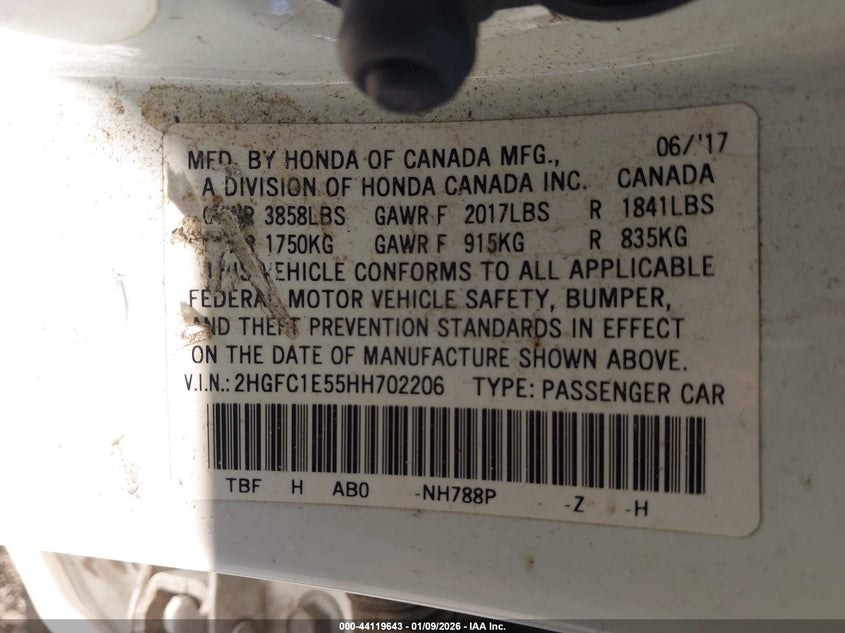 06/'17
MFD. BY HONDA OF CANADA MFG.,
A DIVISION OF HONDA CANADA INC. CANADA
GVWR 3858LBS GAWR F 2017LBS R 1841LBS
1750KG GAWR F 915KG R 835KG
THIS VEHICLE CONFORMS TO ALL APPLICABLE
FEDERAL MOTOR VEHICLE SAFETY, BUMPER,
AND THEFT PREVENTION STANDARDS IN EFFECT
ON THE DATE OF MANUFACTURE SHOWN ABOVE.
V.I.N.: 2HGFC1E55HH702206 TYPE: PASSENGER CAR
TBF H AB0 -NH788P -Z -H
000-44119643 - 01/09/2026 - IAA Inc.